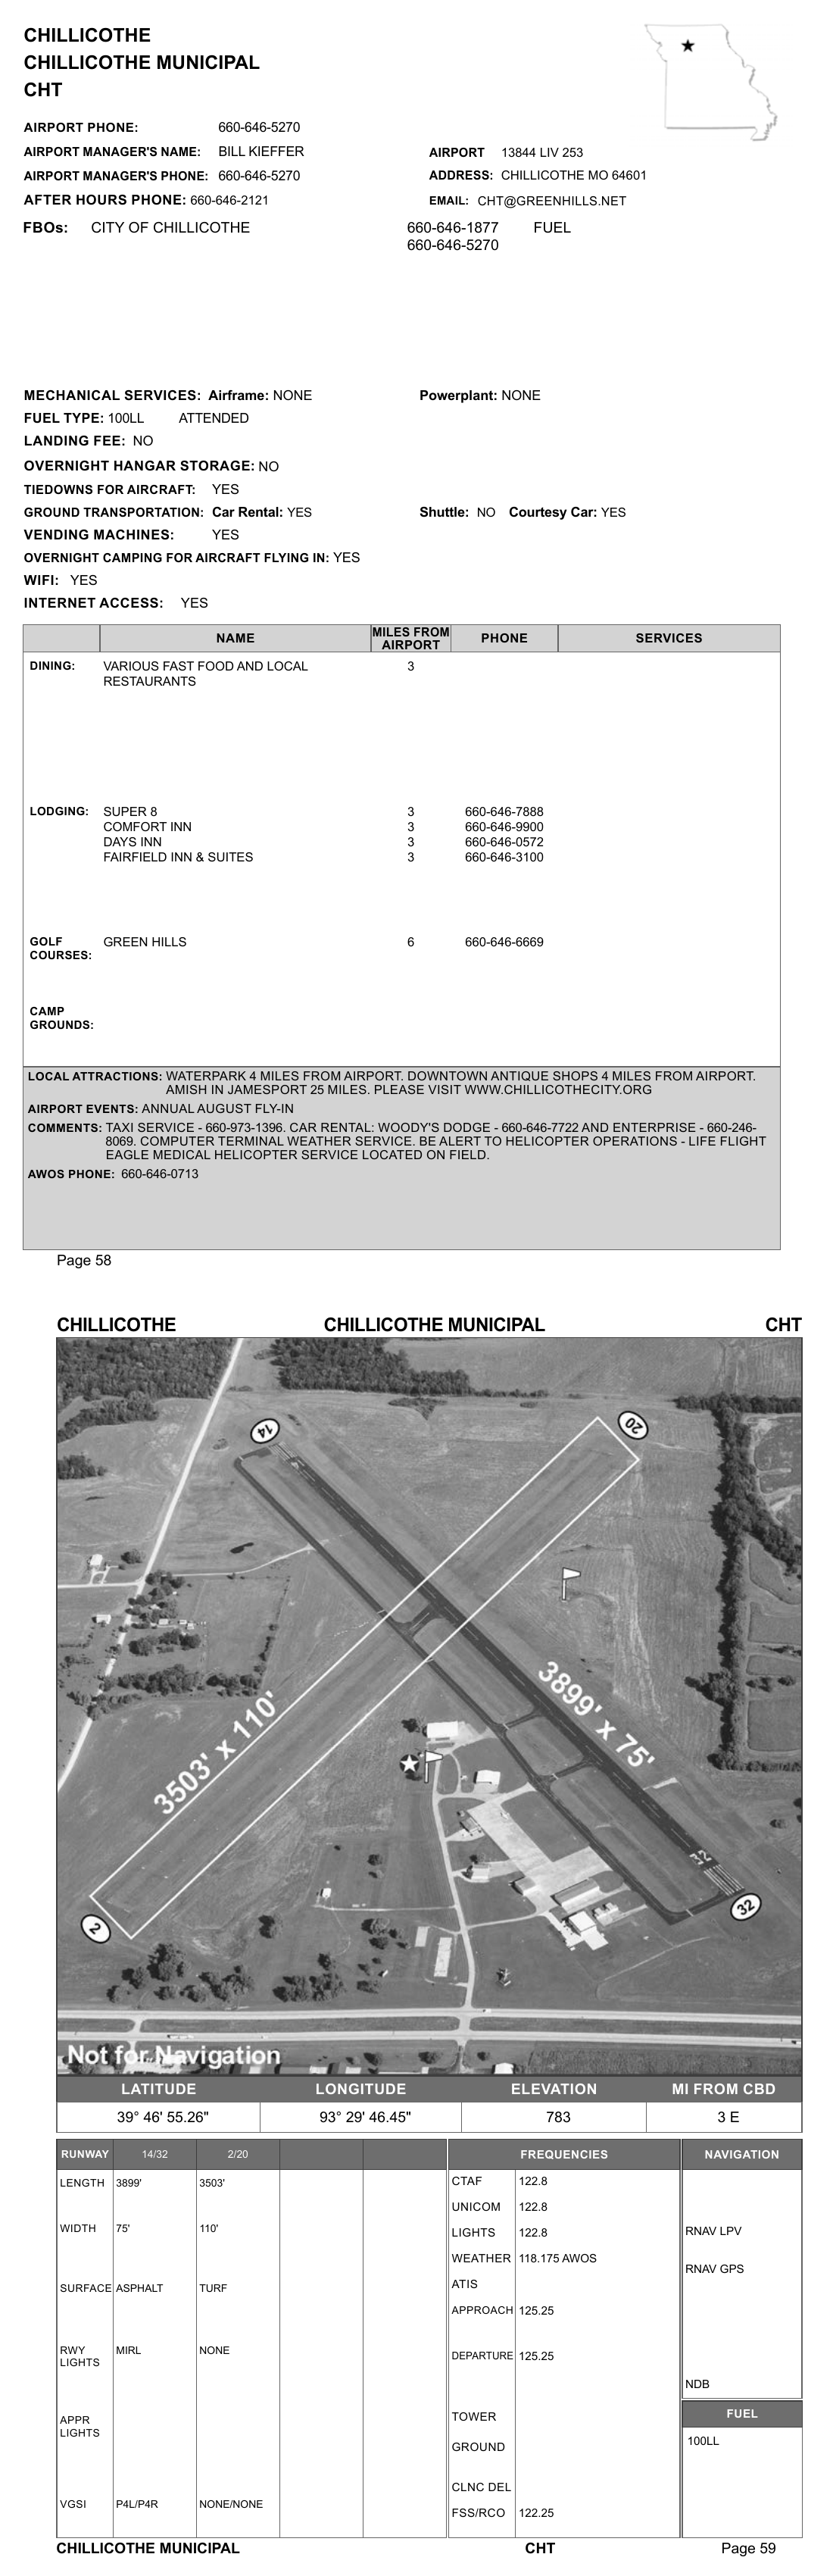 CHILLICOTHE
CHILLICOTHE MUNICIPAL
CHT
AIRPORT PHONE: 660-646-5270
AIRPORT MANAGER'S NAME: BILL KIEFFER
AIRPORT 13844 LIV 253
AIRPORT MANAGER'S PHONE: 660-646-5270
ADDRESS: CHILLICOTHE MO 64601
AFTER HOURS PHONE: 660-646-2121
EMAIL: CHT@GREENHILLS.NET
FBOs: CITY OF CHILLICOTHE 660-646-1877 FUEL
660-646-5270
MECHANICAL SERVICES: Airframe: NONE Powerplant: NONE
FUEL TYPE: 100LL ATTENDED
LANDING FEE: NO
OVERNIGHT HANGAR STORAGE: NO
TIEDOWNS FOR AIRCRAFT: YES
GROUND TRANSPORTATION: Car Rental: YES Shuttle: NO Courtesy Car: YES
VENDING MACHINES: YES
OVERNIGHT CAMPING FOR AIRCRAFT FLYING IN: YES
WIFI: YES
INTERNET ACCESS: YES
NAME MILES FROM AIRPORT PHONE SERVICES
DINING: VARIOUS FAST FOOD AND LOCAL 3
RESTAURANTS
LODGING: SUPER 8 3 660-646-7888
COMFORT INN 3 660-646-9900
DAYS INN 3 660-646-0572
FAIRFIELD INN & SUITES 3 660-646-3100
GOLF COURSES: GREEN HILLS 6 660-646-6669
CAMP
GROUNDS:
LOCAL ATTRACTIONS: WATERPARK 4 MILES FROM AIRPORT. DOWNTOWN ANTIQUE SHOPS 4 MILES FROM AIRPORT.
AMISH IN JAMESPORT 25 MILES. PLEASE VISIT WWW.CHILLICOTHECITY.ORG
AIRPORT EVENTS: ANNUAL AUGUST FLY-IN
COMMENTS: TAXI SERVICE - 660-973-1396. CAR RENTAL: WOODY'S DODGE - 660-646-7722 AND ENTERPRISE - 660-246-
8069. COMPUTER TERMINAL WEATHER SERVICE. BE ALERT TO HELICOPTER OPERATIONS - LIFE FLIGHT
EAGLE MEDICAL HELICOPTER SERVICE LOCATED ON FIELD.
AWOS PHONE: 660-646-0713
Page 58
CHILLICOTHE CHILLICOTHE MUNICIPAL CHT
14
20
3503' x 110'
3899' x 75'
32
2
32
Not for Navigation
LATITUDE LONGITUDE ELEVATION MI FROM CBD
39° 46' 55.26" 93° 29' 46.45" 783 3 E
RUNWAY 14/32 2/20
LENGTH 3899' 3503'
WIDTH 75' 110'
SURFACE ASPHALT TURF
RWY LIGHTS MIRL NONE
APPR
LIGHTS
VGSI P4L/P4R NONE/NONE
FREQUENCIES
CTAF 122.8
UNICOM 122.8
LIGHTS 122.8
WEATHER 118.175 AWOS
ATIS
APPROACH 125.25
DEPARTURE 125.25
TOWER
GROUND
CLNC DEL
FSS/RCO 122.25
NAVIGATION
RNAV LPV
RNAV GPS
NDB
FUEL
100LL
CHILLICOTHE MUNICIPAL CHT Page 59